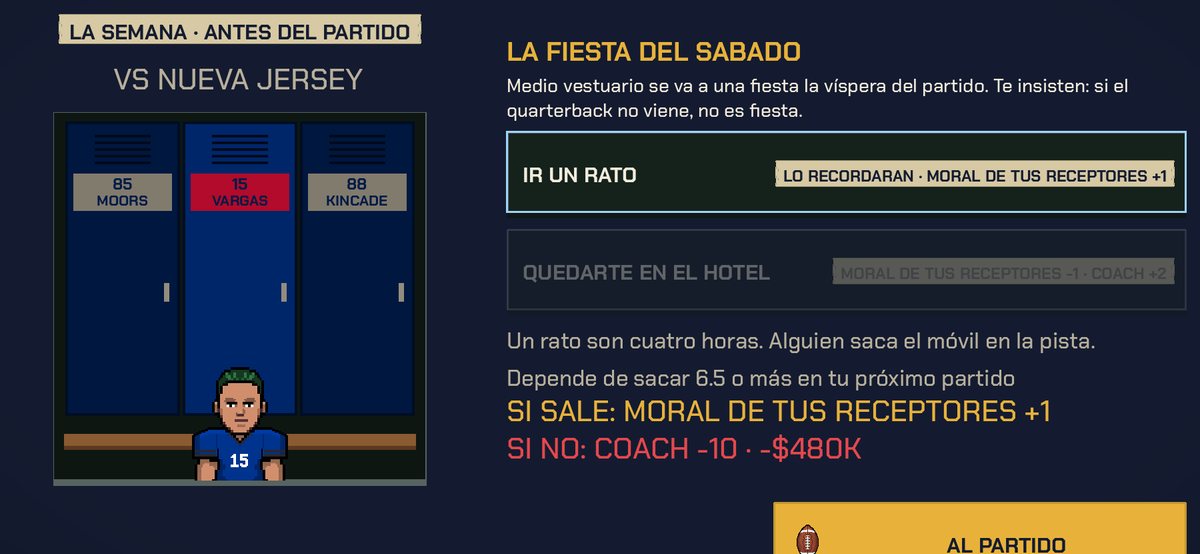 LA SEMANA · ANTES DEL PARTIDO
VS NUEVA JERSEY
85
MOORS
15
VARGAS
88
KINCADE
15
LA FIESTA DEL SABADO
Medio vestuario se va a una fiesta la víspera del partido. Te insisten: si el
quarterback no viene, no es fiesta.
IR UN RATO
LO RECORDARAN · MORAL DE TUS RECEPTORES +1
QUEDARTE EN EL HOTEL
MORAL DE TUS RECEPTORES -1 · COACH +2
Un rato son cuatro horas. Alguien saca el móvil en la pista.
Depende de sacar 6.5 o más en tu próximo partido
SI SALE: MORAL DE TUS RECEPTORES +1
SI NO: COACH -10 · -$480K
AL PARTIDO